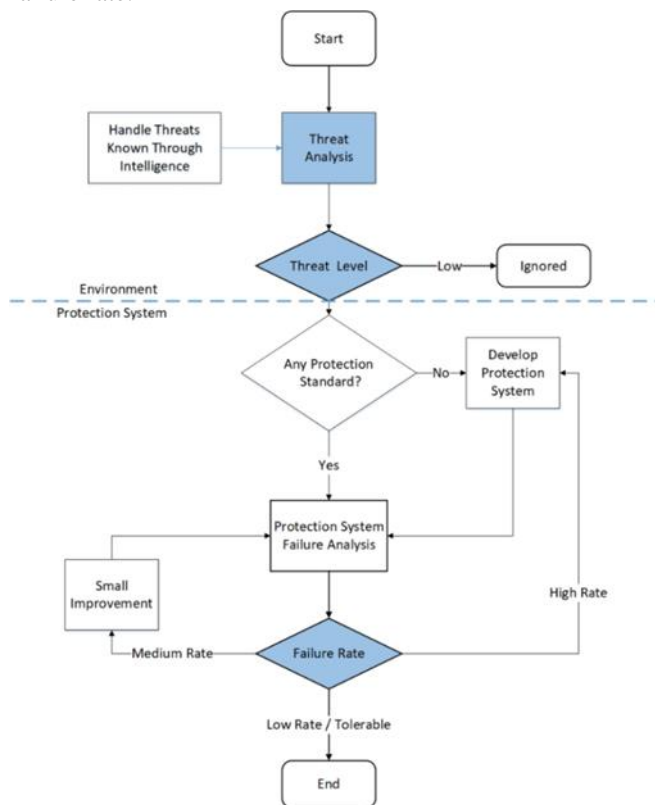 Start
Handle Threats
Known Through
Intelligence
Threat
Analysis
Threat Level
Low
Ignored
Environment
Protection System
Any Protection
Standard?
No
Develop
Protection
System
Yes
Protection System
Failure Analysis
Small
Improvement
High Rate
Medium Rate
Failure Rate
Low Rate / Tolerable
End